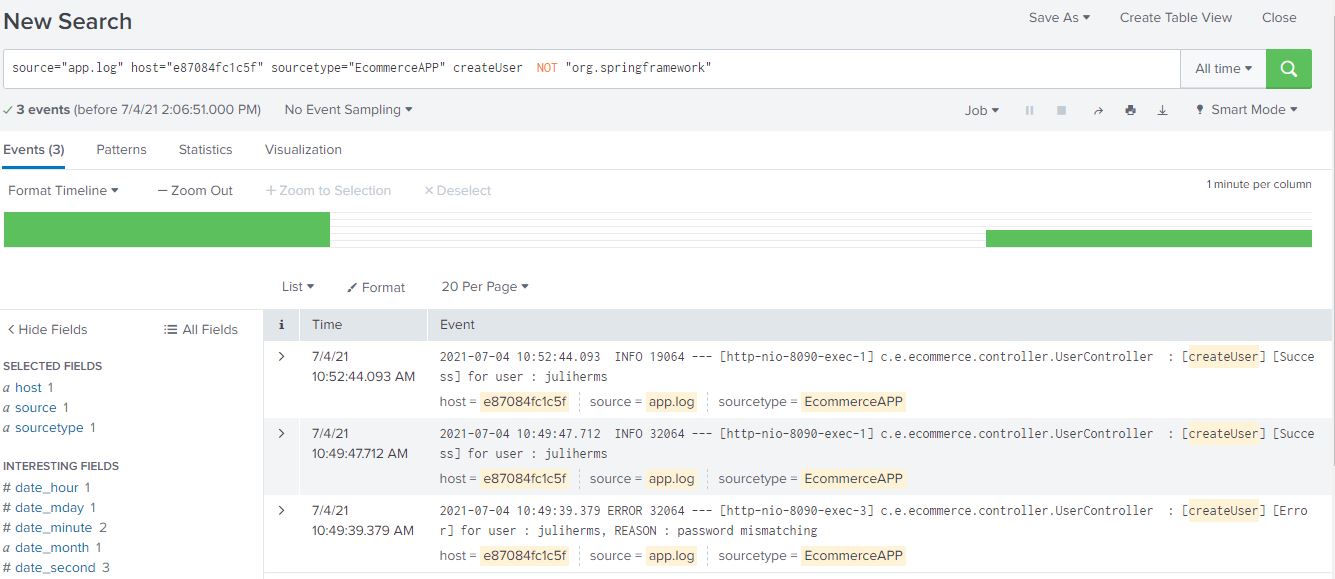 New Search
Save As Create Table View Close
source="app.log" host="e87084fc1c5f" sourcetype="EcommerceAPP" createUser NOT "org.springframework"
All time
3 events (before 7/4/21 2:06:51.000 PM) No Event Sampling
Job Smart Mode
Events (3) Patterns Statistics Visualization
Format Timeline — Zoom Out + Zoom to Selection × Deselect
1 minute per column
List Format 20 Per Page
< Hide Fields All Fields
SELECTED FIELDS
a host 1
a source 1
a sourcetype 1
INTERESTING FIELDS
# date_hour 1
# date_mday 1
# date_minute 2
a date_month 1
# date_second 3
i Time Event
> 7/4/21
10:52:44.093 AM
2021-07-04 10:52:44.093 INFO 19064 --- [http-nio-8090-exec-1] c.e.ecommerce.controller.UserController : [createUser] [Succe
ss] for user : juliherms
host = e87084fc1c5f source = app.log sourcetype = EcommerceAPP
> 7/4/21
10:49:47.712 AM
2021-07-04 10:49:47.712 INFO 32064 --- [http-nio-8090-exec-1] c.e.ecommerce.controller.UserController : [createUser] [Succe
ss] for user : juliherms
host = e87084fc1c5f source = app.log sourcetype = EcommerceAPP
> 7/4/21
10:49:39.379 AM
2021-07-04 10:49:39.379 ERROR 32064 --- [http-nio-8090-exec-3] c.e.ecommerce.controller.UserController : [createUser] [Erro
r] for user : juliherms, REASON : password mismatching
host = e87084fc1c5f source = app.log sourcetype = EcommerceAPP